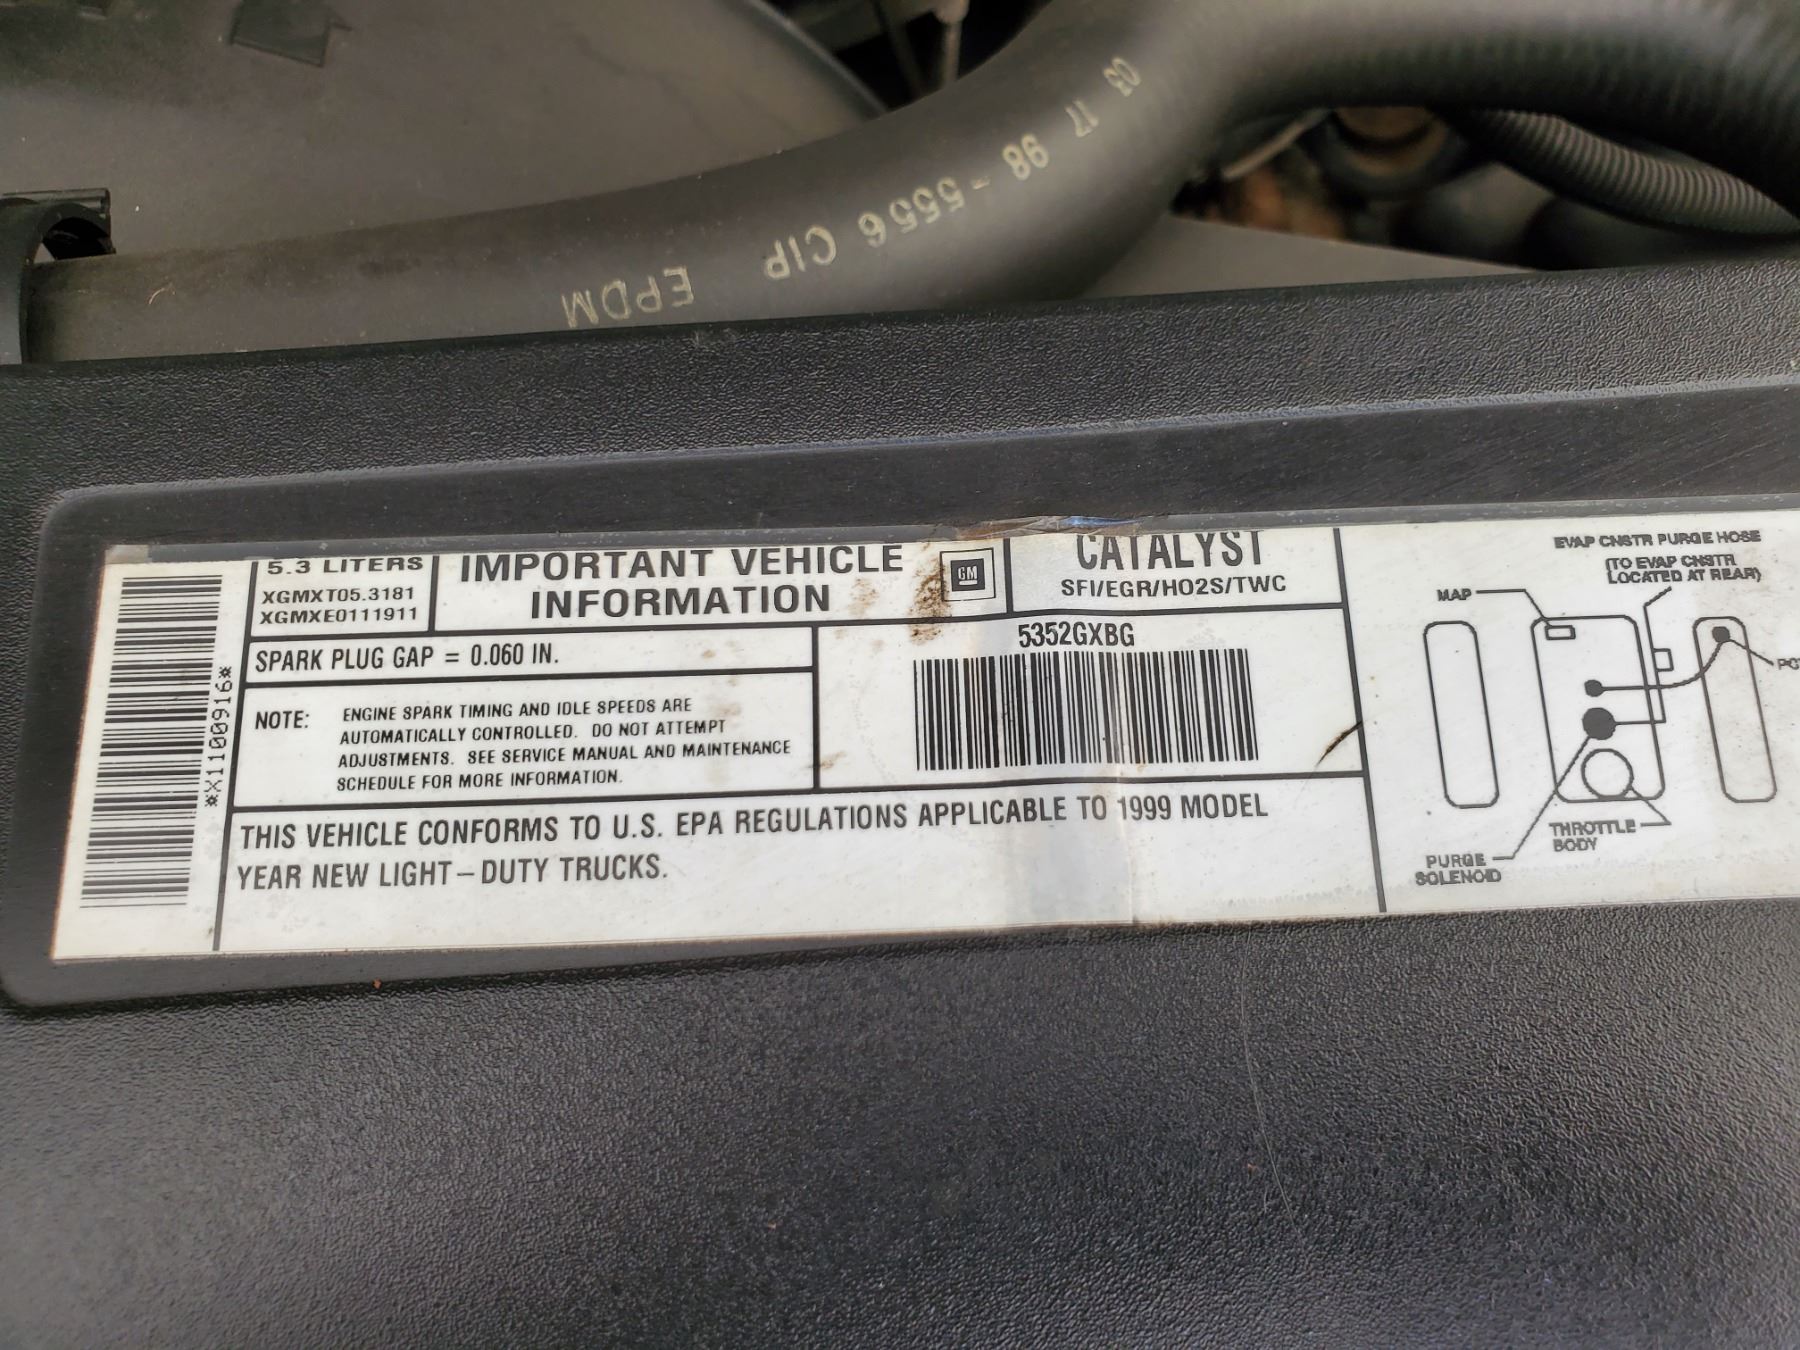 03 17 98 - 5556 CIP EPDM
5.3 LITERS
XGMXT05.3181
XGMXE0111911
IMPORTANT VEHICLE
INFORMATION
GM
CATALYST
SFI/EGR/HO2S/TWC
SPARK PLUG GAP = 0.060 IN.
NOTE: ENGINE SPARK TIMING AND IDLE SPEEDS ARE
AUTOMATICALLY CONTROLLED. DO NOT ATTEMPT
ADJUSTMENTS. SEE SERVICE MANUAL AND MAINTENANCE
SCHEDULE FOR MORE INFORMATION.
5352GXBG
THIS VEHICLE CONFORMS TO U.S. EPA REGULATIONS APPLICABLE TO 1999 MODEL
YEAR NEW LIGHT-DUTY TRUCKS.
*X1100916*
EVAP CNSTR PURGE HOSE
(TO EVAP CNSTR
LOCATED AT REAR)
MAP
THROTTLE
BODY
PURGE
SOLENOID